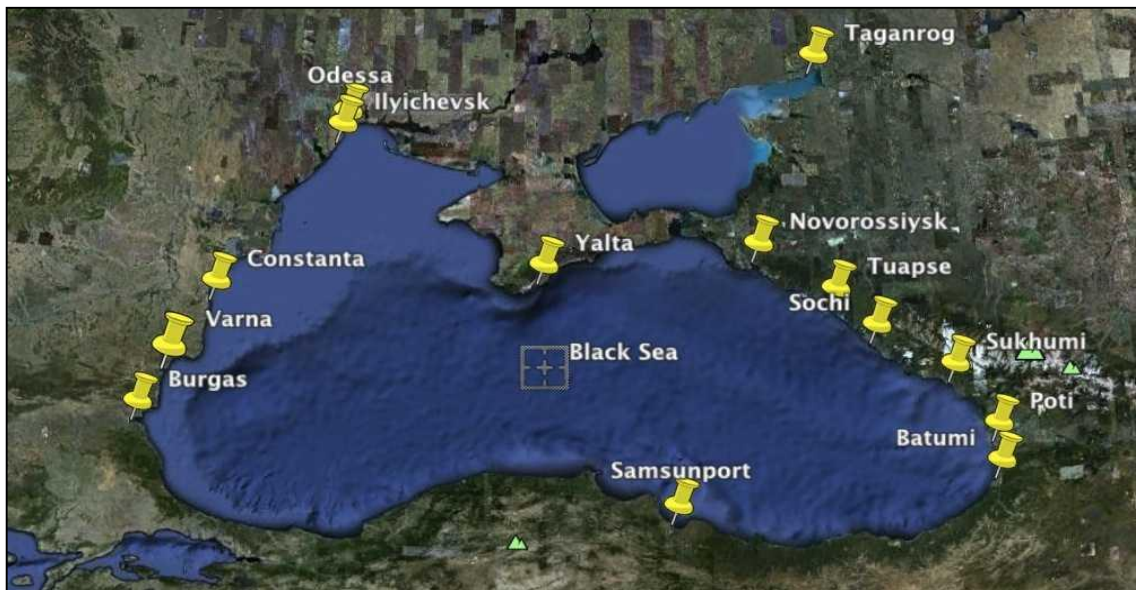 Taganrog
Odessa
Ilyichevsk
Novorossiysk
Yalta
Constanta
Tuapse
Sochi
Varna
Sukhumi
Black Sea
Burgas
Poti
Batumi
Samsunport